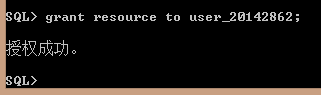 SQL> grant resource to user_20142862;
授权成功。
SQL>